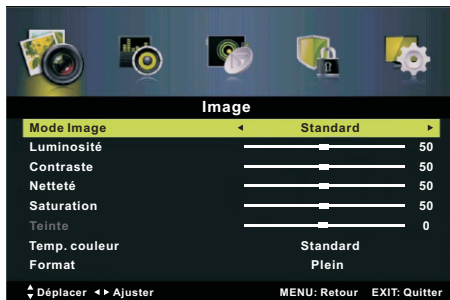 Image
Mode Image Standard
Luminosité 50
Contraste 50
Netteté 50
Saturation 50
Teinte 0
Temp. couleur Standard
Format Plein
Déplacer Ajuster MENU: Retour EXIT: Quitter